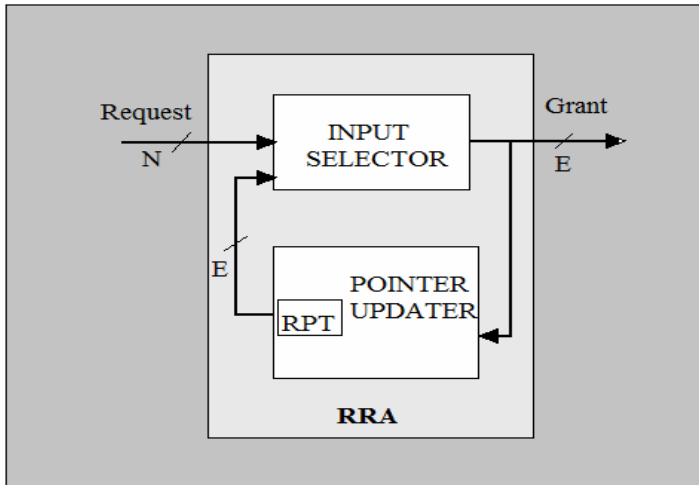 Request
N
INPUT
SELECTOR
Grant
E
E
POINTER
UPDATER
RPT
RRA